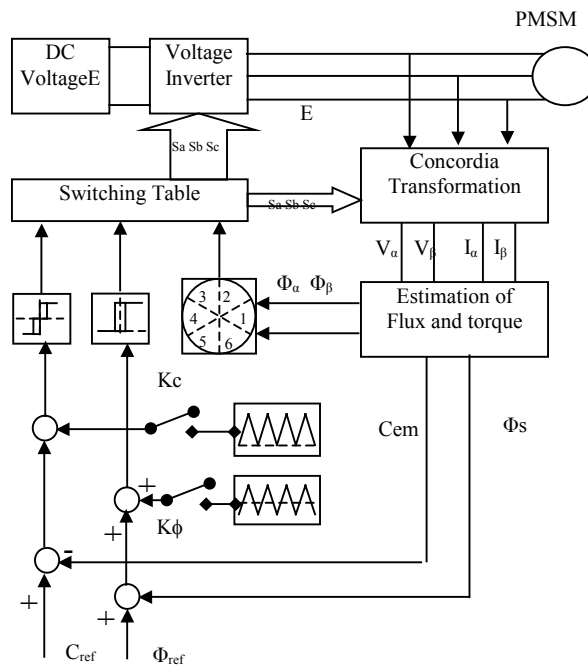 PMSM
DC
VoltageE
Voltage
Inverter
E
Sa Sb Sc
Concordia
Transformation
Switching Table
Sa Sb Sc
Vα Vβ Iα Iβ
3 2
4 1
5 6
Φα Φβ
Estimation of
Flux and torque
Kc
Cem
Φs
+
Kϕ
+
-
+
+
Cref
Φref